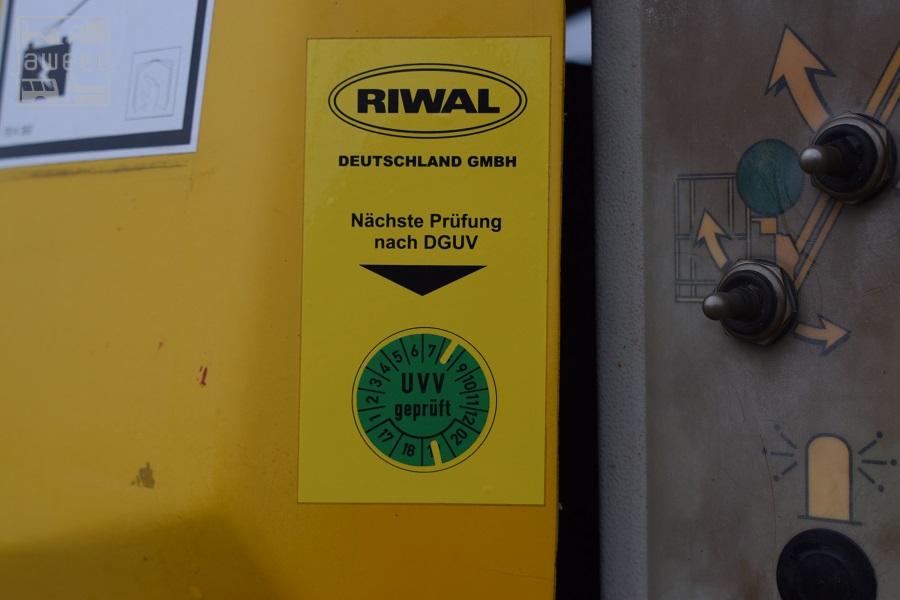 RIWAL
DEUTSCHLAND GMBH
Nächste Prüfung
nach DGUV
1 2 3 4 5 6 7 9 10 11 12
UVV
geprüft
17 18 20